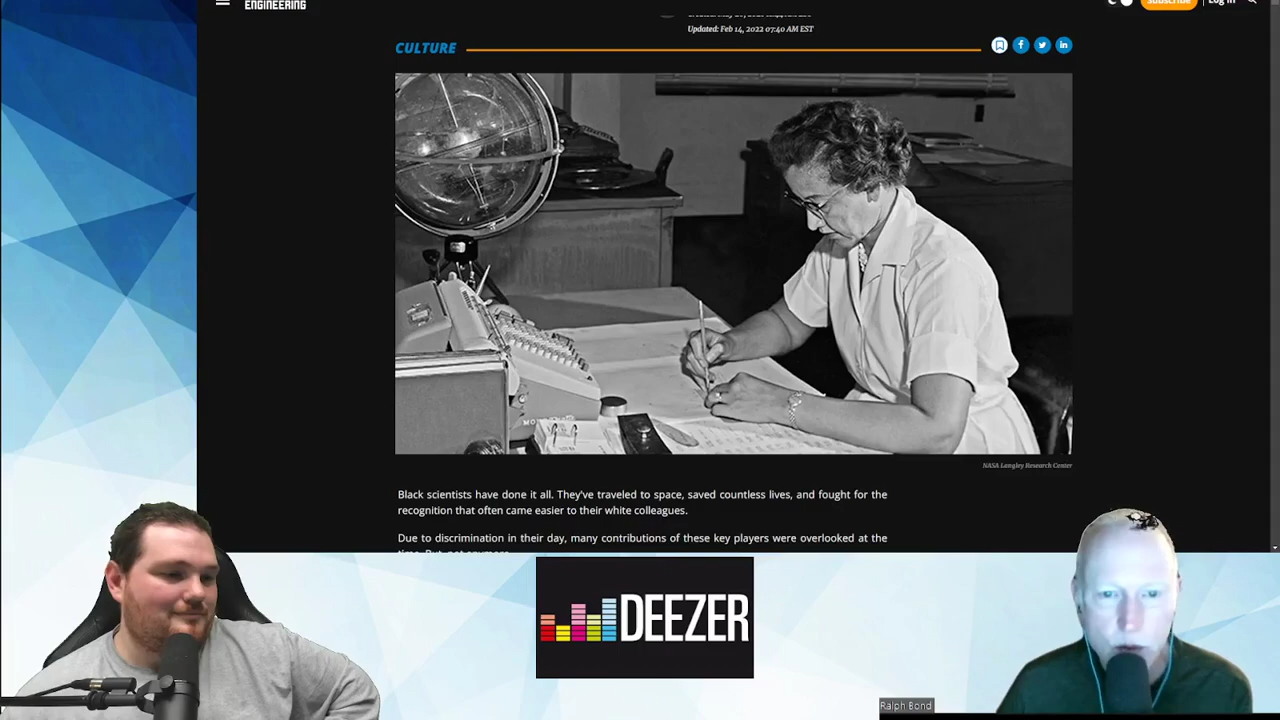 ENGINEERING
Subscribe
Log in
Updated: Feb 14, 2022 07:40 AM EST
CULTURE
NASA Langley Research Center
Black scientists have done it all. They've traveled to space, saved countless lives, and fought for the
recognition that often came easier to their white colleagues.
Due to discrimination in their day, many contributions of these key players were overlooked at the
DEEZER
Ralph Bond